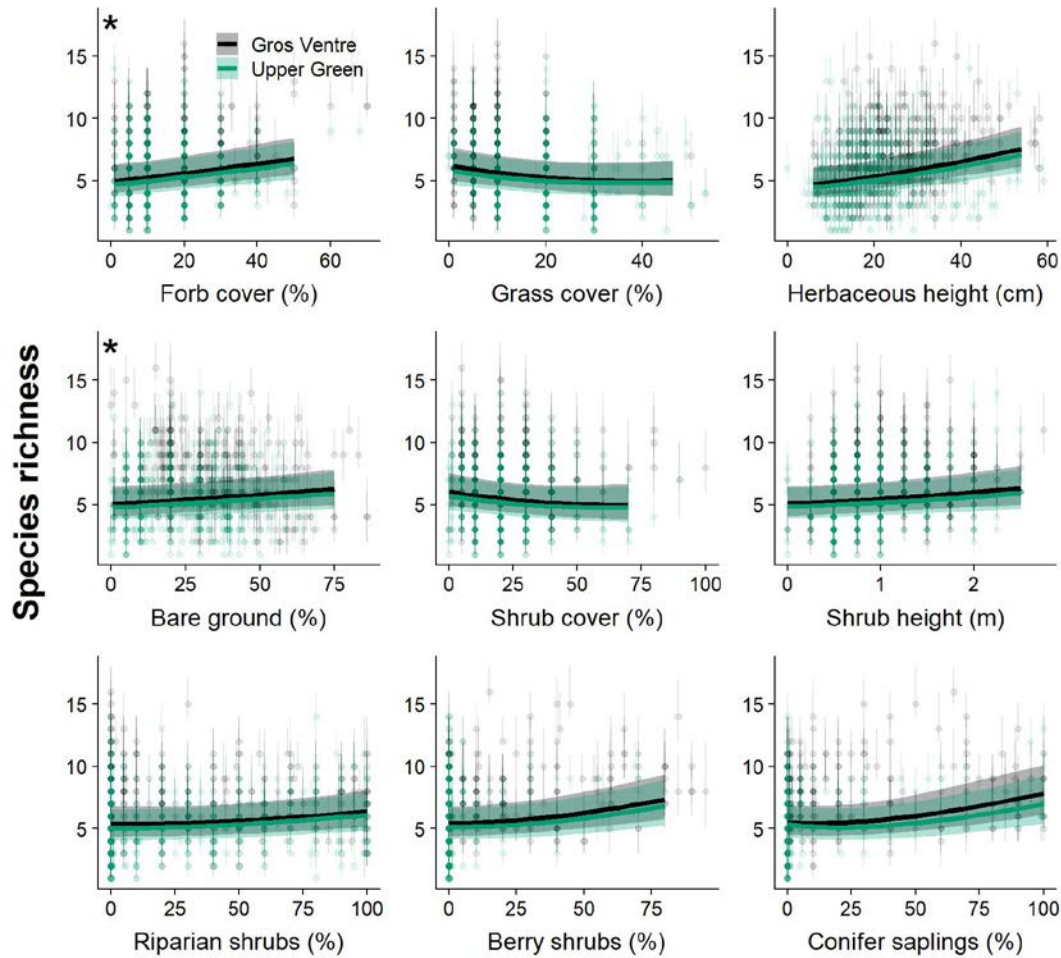 *
Gros Ventre
Upper Green
15
10
5
0 20 40 60
Forb cover (%)
15
10
5
0 20 40
Grass cover (%)
15
10
5
0 20 40 60
Herbaceous height (cm)
Species richness
*
15
10
5
0 25 50 75
Bare ground (%)
15
10
5
0 25 50 75 100
Shrub cover (%)
15
10
5
0 1 2
Shrub height (m)
15
10
5
0 25 50 75 100
Riparian shrubs (%)
15
10
5
0 25 50 75
Berry shrubs (%)
15
10
5
0 25 50 75 100
Conifer saplings (%)